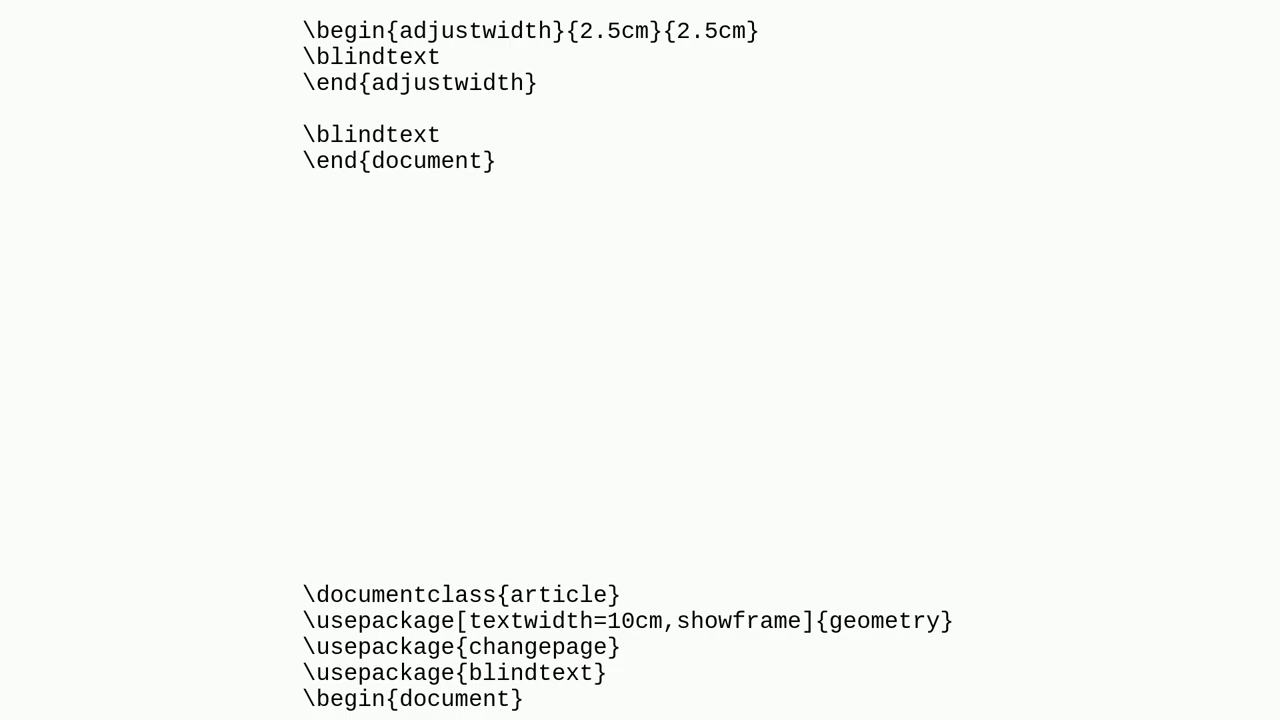 \begin{adjustwidth}{2.5cm}{2.5cm}
\blindtext
\end{adjustwidth}
\blindtext
\end{document}
\documentclass{article}
\usepackage[textwidth=10cm,showframe]{geometry}
\usepackage{changepage}
\usepackage{blindtext}
\begin{document}